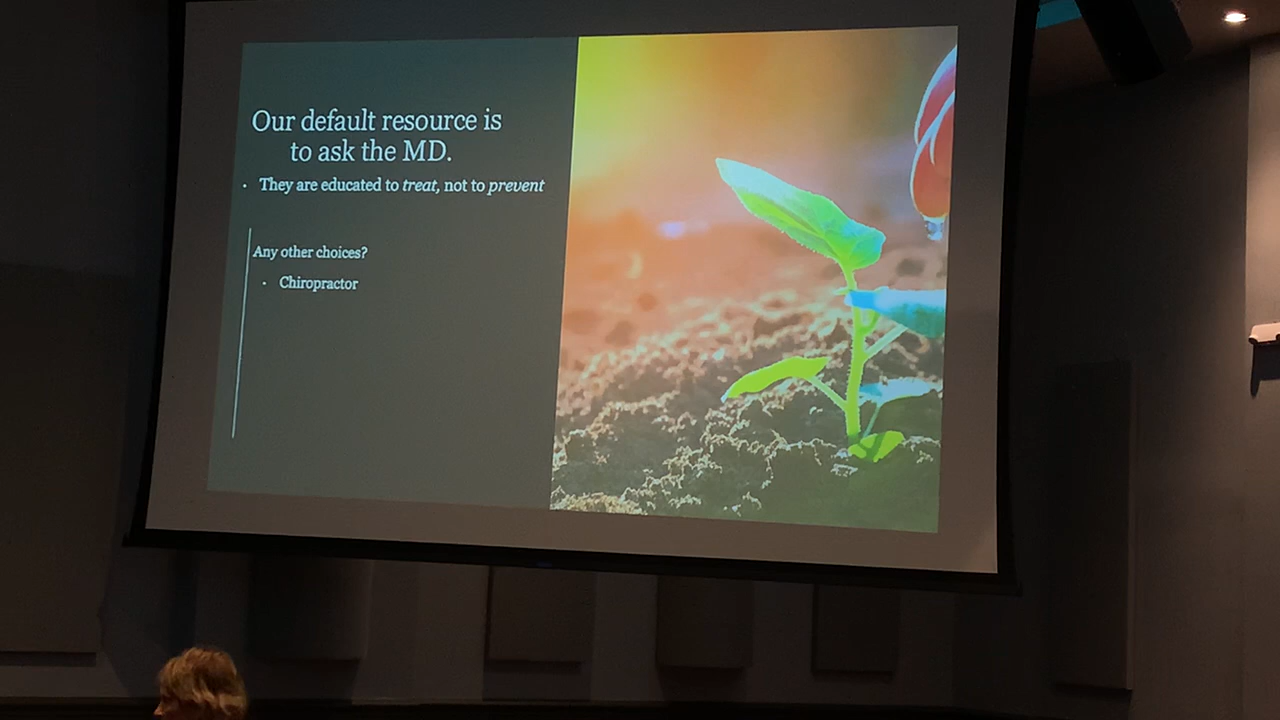 Our default resource is
to ask the MD.
• They are educated to treat, not to prevent
Any other choices?
• Chiropractor